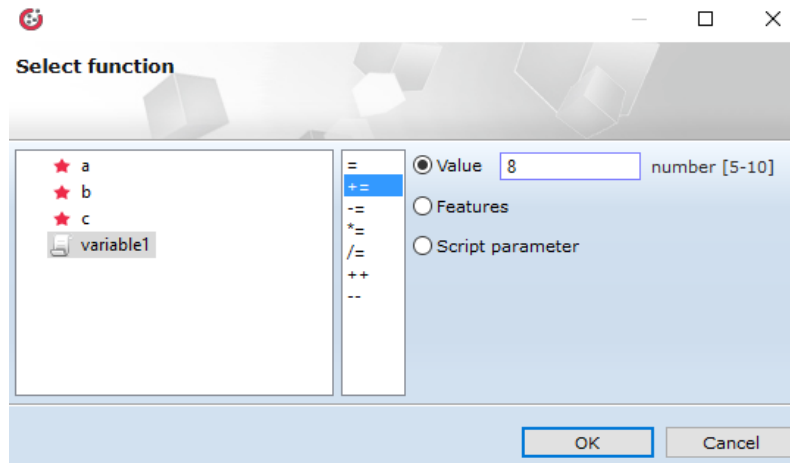 Select function
a
b
c
variable1
=
+=
-=
*=
/=
++
--
Value 8 number [5-10]
Features
Script parameter
OK Cancel